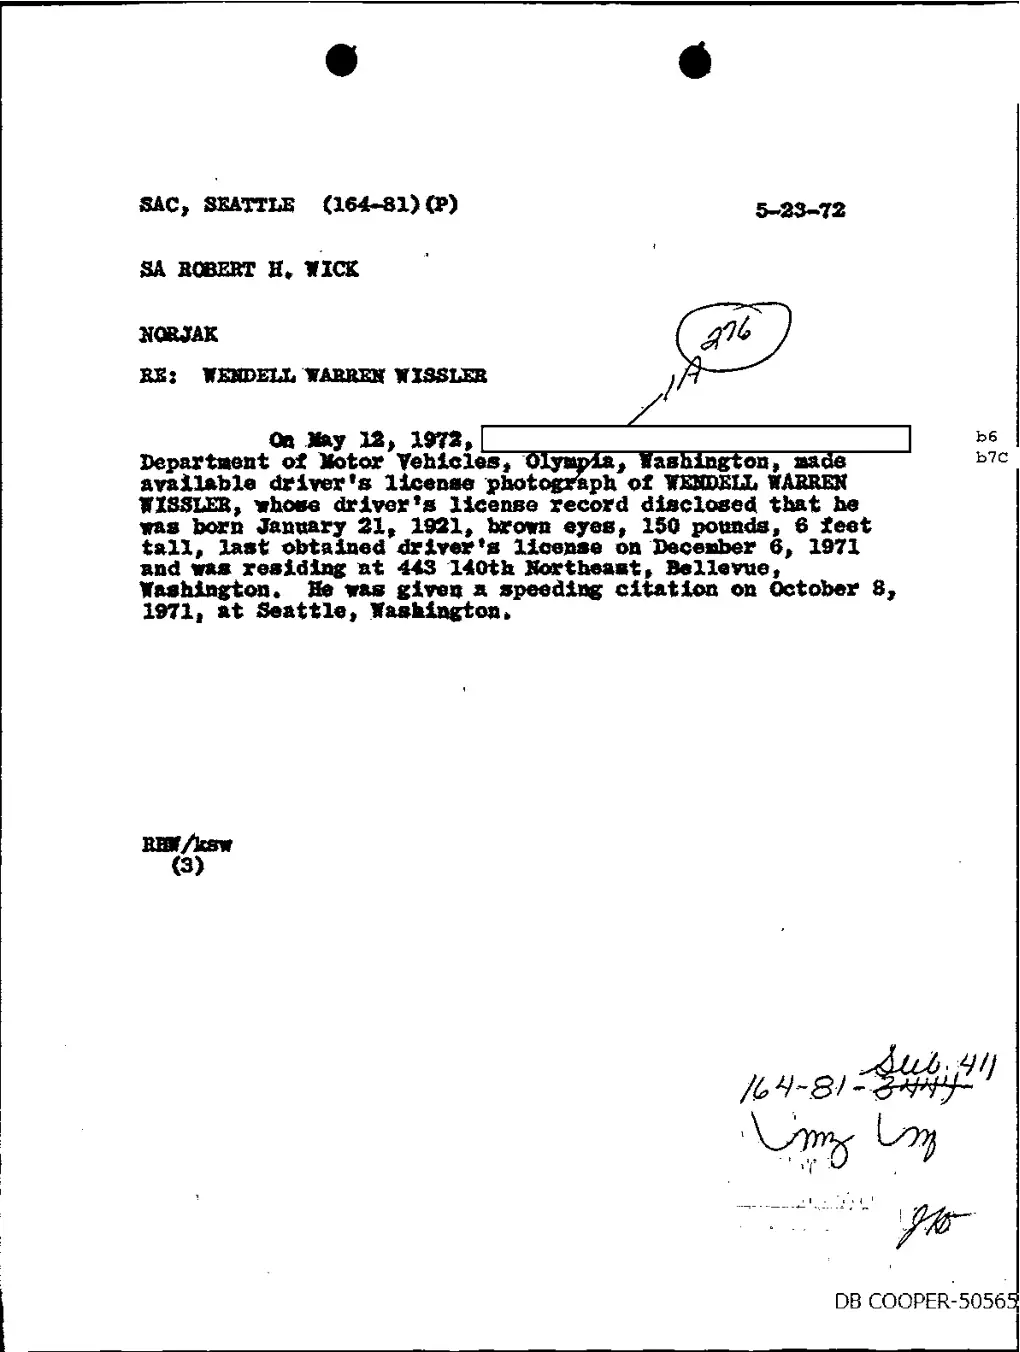 SAC, SEATTLE (164-81)(P)
5-23-72
SA ROBERT H. WICK
NORJAK
276
RE: WENDELL WARREN WISSLER
1A
On May 12, 1972,
b6
b7C
Department of Motor Vehicles, Olympia, Washington, made
available driver's license photograph of WENDELL WARREN
WISSLER, whose driver's license record disclosed that he
was born January 21, 1921, brown eyes, 150 pounds, 6 feet
tall, last obtained driver's license on December 6, 1971
and was residing at 443 140th Northeast, Bellevue,
Washington. He was given a speeding citation on October 8,
1971, at Seattle, Washington.
RHW/ksw
(3)
Sub. 411
164-81-3444
DB COOPER-50565